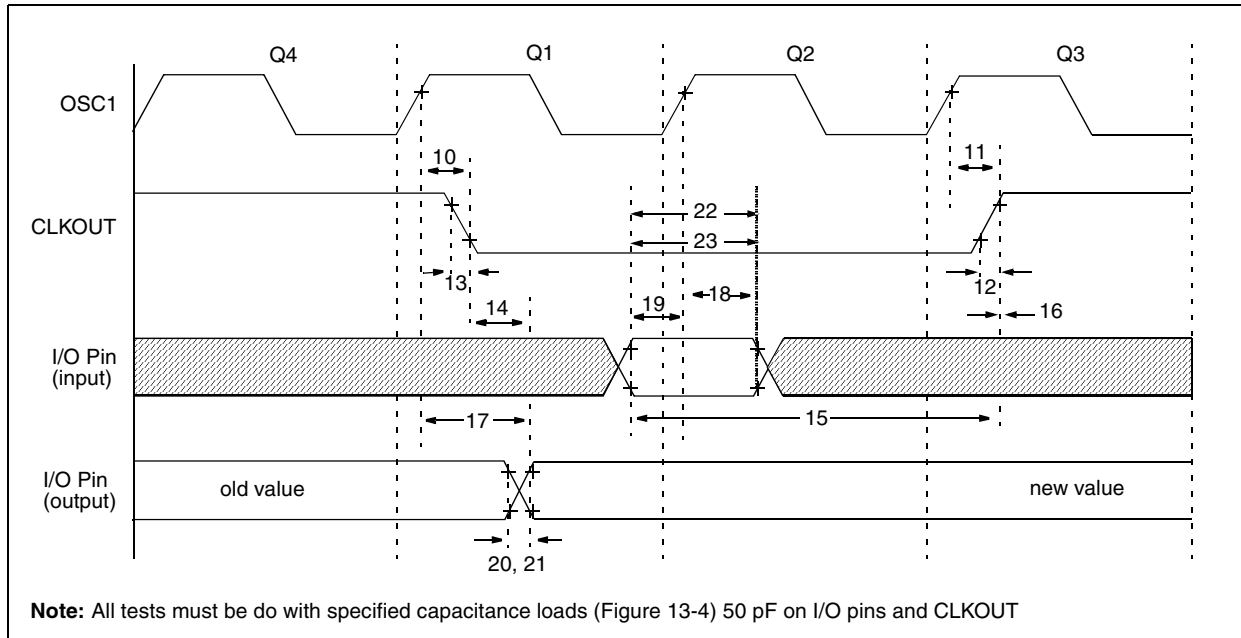 Q4 Q1 Q2 Q3
OSC1
10 11
CLKOUT
22
23
13 12
19 18
14 16
I/O Pin
(input)
17 15
I/O Pin
(output)
old value new value
20, 21
Note: All tests must be do with specified capacitance loads (Figure 13-4) 50 pF on I/O pins and CLKOUT